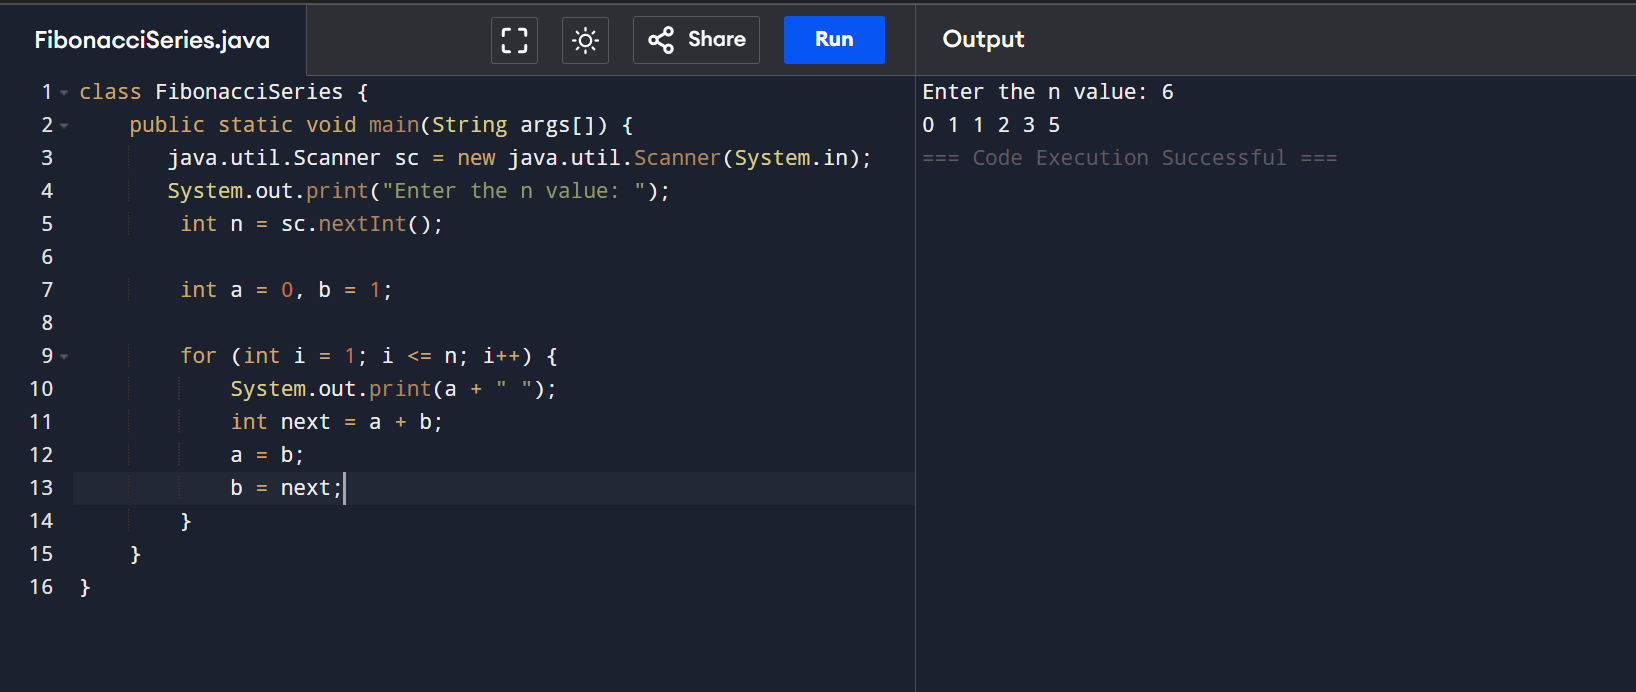 FibonacciSeries.java Share Run Output
1 class FibonacciSeries {
2     public static void main(String args[]) {
3        java.util.Scanner sc = new java.util.Scanner(System.in);
4        System.out.print("Enter the n value: ");
5         int n = sc.nextInt();
6
7         int a = 0, b = 1;
8
9         for (int i = 1; i <= n; i++) {
10             System.out.print(a + " ");
11             int next = a + b;
12             a = b;
13             b = next;
14         }
15     }
16 }
Enter the n value: 6
0 1 1 2 3 5
=== Code Execution Successful ===